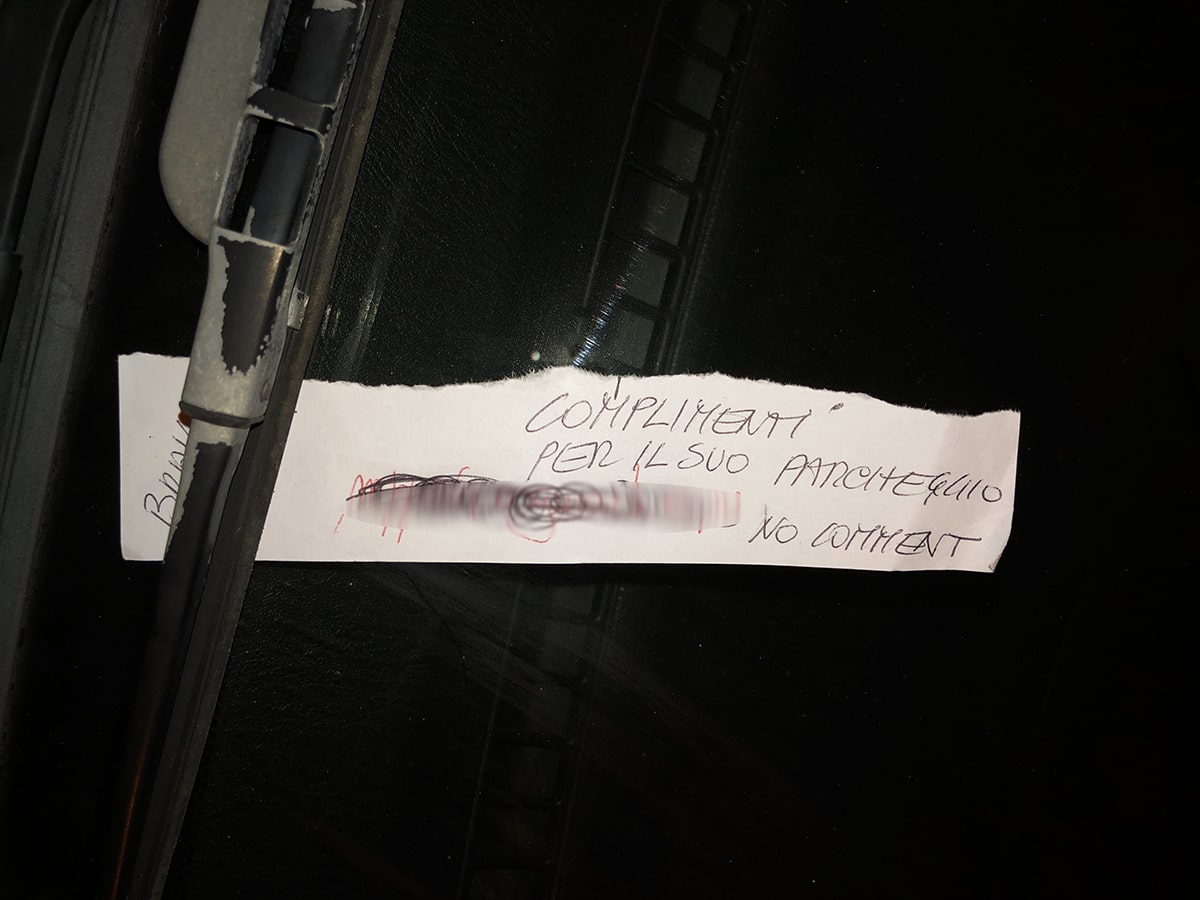 COMPLIMENTI
PER IL SUO PARCHEGGIO
NO COMMENT